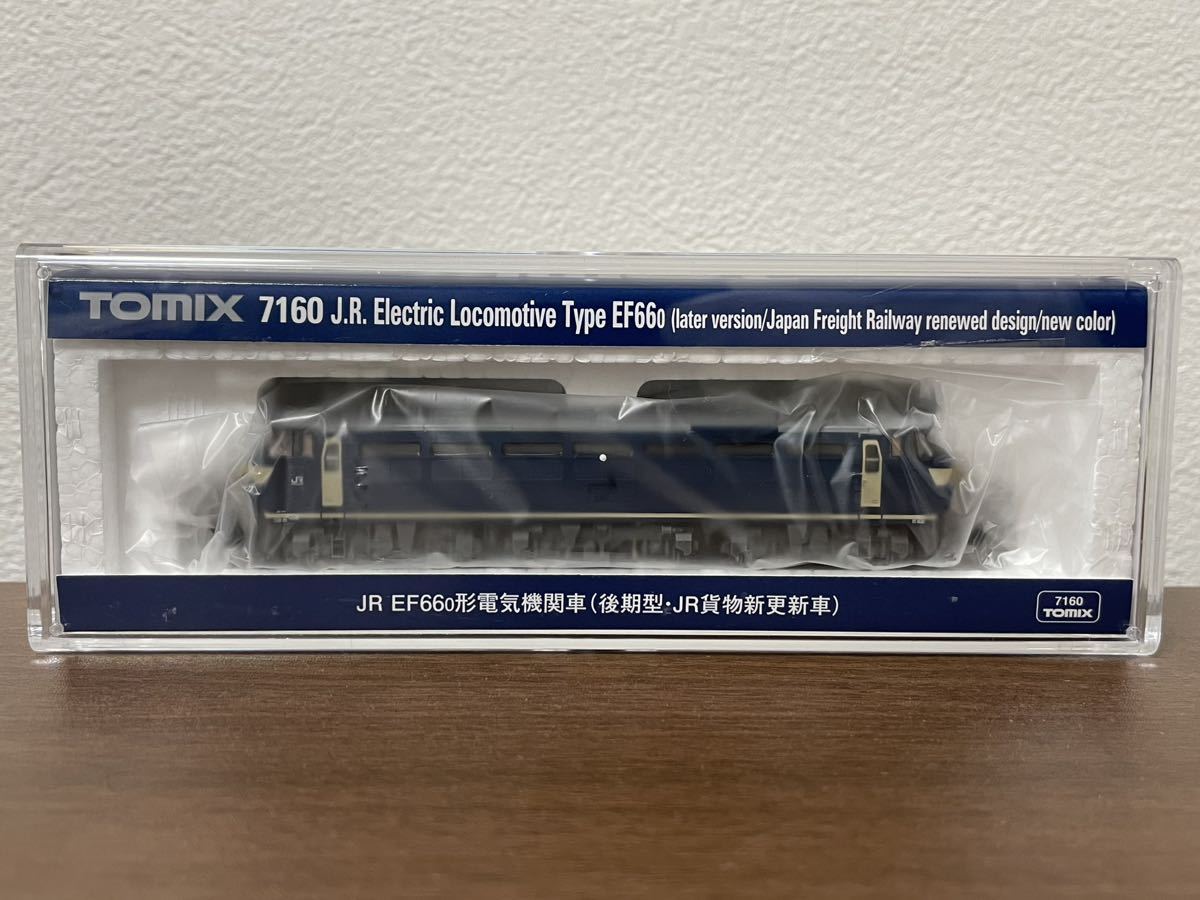 TOMIX 7160 J.R. Electric Locomotive Type EF660 (later version/Japan Freight Railway renewed design/new color)
JR
JR EF660形電気機関車(後期型・JR貨物新更新車)
7160
TOMIX